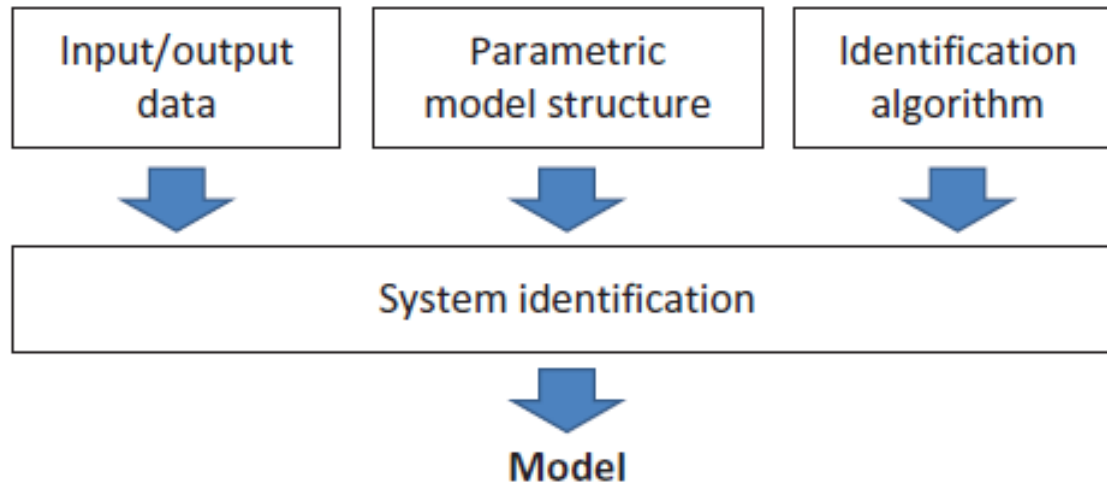 Input/output
data
Parametric
model structure
Identification
algorithm
System identification
Model